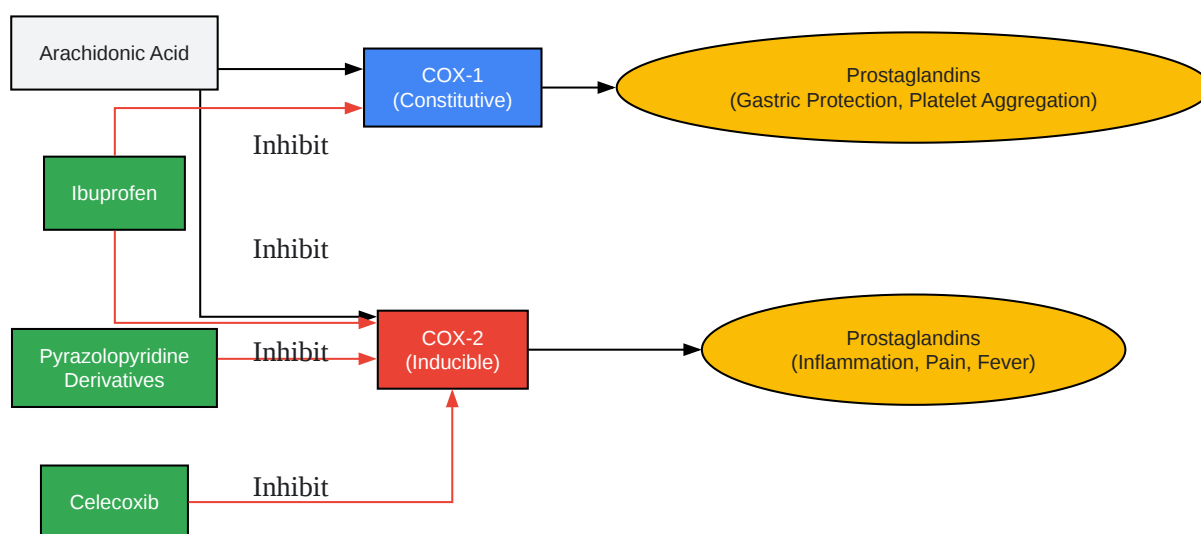 Arachidonic Acid
COX-1
(Constitutive)
Prostaglandins
(Gastric Protection, Platelet Aggregation)
Inhibit
Ibuprofen
Inhibit
Pyrazolopyridine
Derivatives
Inhibit
COX-2
(Inducible)
Prostaglandins
(Inflammation, Pain, Fever)
Celecoxib
Inhibit